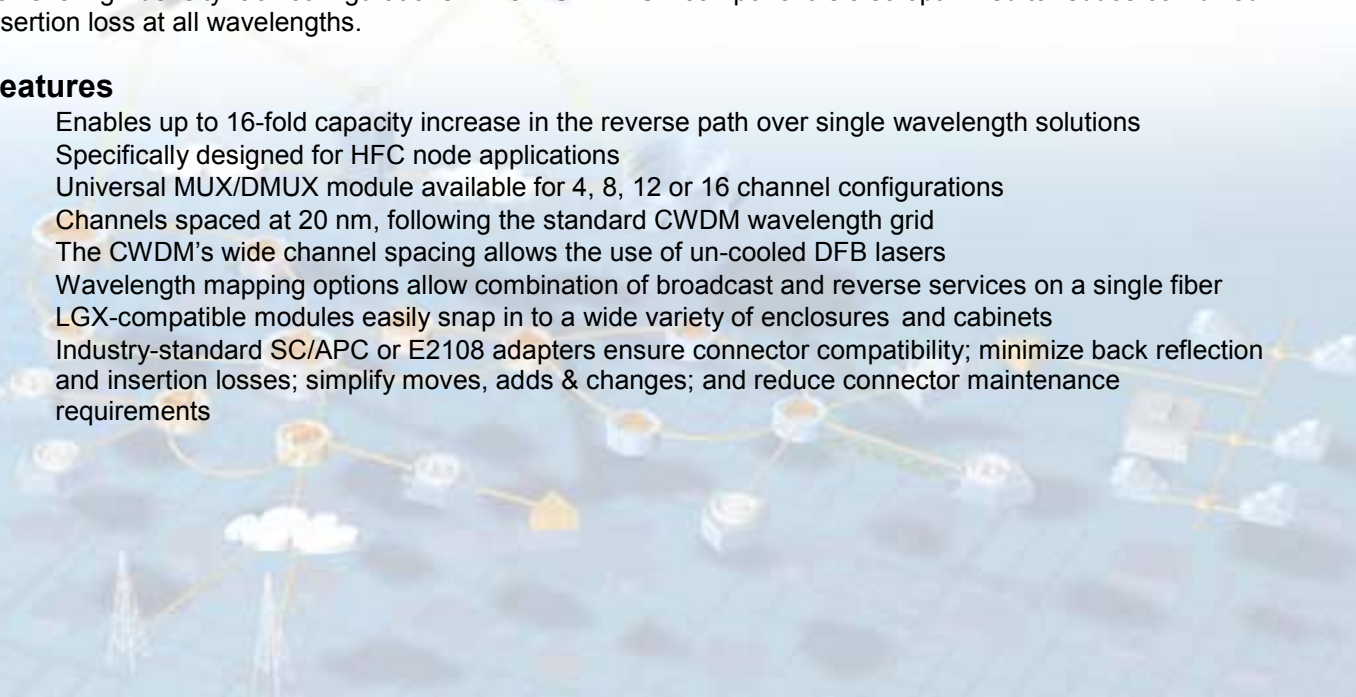 sertion loss at all wavelengths.
eatures
Enables up to 16-fold capacity increase in the reverse path over single wavelength solutions
Specifically designed for HFC node applications
Universal MUX/DMUX module available for 4, 8, 12 or 16 channel configurations
Channels spaced at 20 nm, following the standard CWDM wavelength grid
The CWDM’s wide channel spacing allows the use of un-cooled DFB lasers
Wavelength mapping options allow combination of broadcast and reverse services on a single fiber
LGX-compatible modules easily snap in to a wide variety of enclosures and cabinets
Industry-standard SC/APC or E2108 adapters ensure connector compatibility; minimize back reflection
and insertion losses; simplify moves, adds & changes; and reduce connector maintenance
requirements